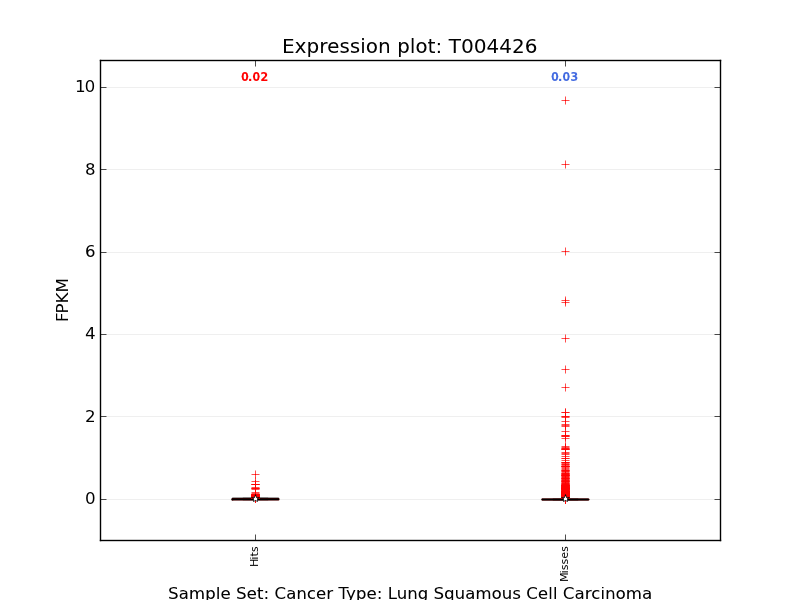 Expression plot: T004426
0.02
0.03
10
8
6
4
2
0
FPKM
Hits
Misses
Sample Set: Cancer Type: Lung Squamous Cell Carcinoma